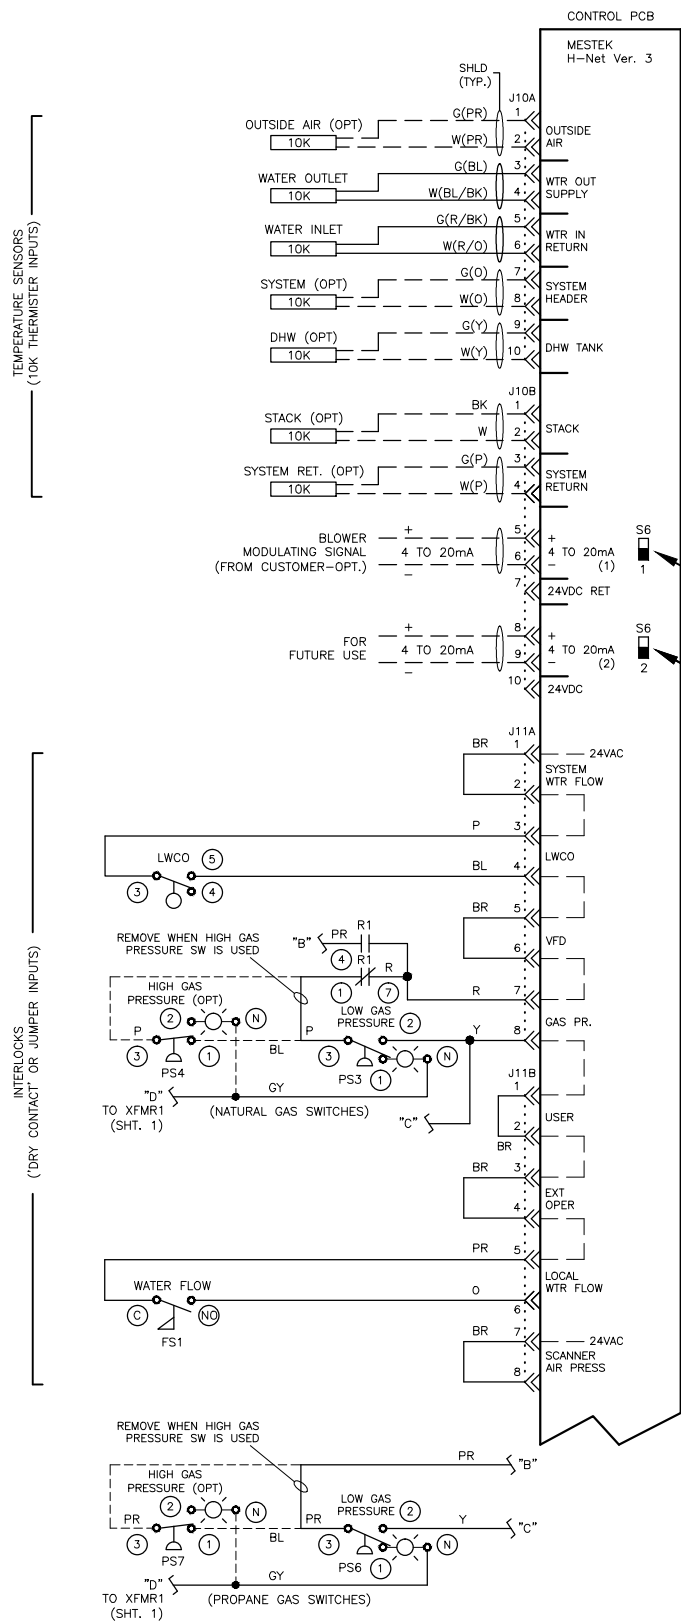 CONTROL PCB
MESTEK
H-Net Ver. 3
SHLD
(TYP.)
J10A
TEMPERATURE SENSORS
(10K THERMISTER INPUTS)
OUTSIDE AIR (OPT)
10K
G(PR)
1
W(PR)
2
OUTSIDE
AIR
WATER OUTLET
10K
G(BL)
3
W(BL/BK)
4
WTR OUT
SUPPLY
WATER INLET
10K
G(R/BK)
5
W(R/O)
6
WTR IN
RETURN
SYSTEM (OPT)
10K
G(O)
7
W(O)
8
SYSTEM
HEADER
DHW (OPT)
10K
G(Y)
9
W(Y)
10
DHW TANK
J10B
STACK (OPT)
10K
BK
1
W
2
STACK
SYSTEM RET. (OPT)
10K
G(P)
3
W(P)
4
SYSTEM
RETURN
BLOWER
MODULATING SIGNAL
(FROM CUSTOMER-OPT.)
+
4 TO 20mA
–
5
6
+
4 TO 20mA
–
(1)
S6
1
7
24VDC RET
FOR
FUTURE USE
+
4 TO 20mA
–
8
9
+
4 TO 20mA
–
(2)
S6
2
10
24VDC
INTERLOCKS
('DRY CONTACT' OR JUMPER INPUTS)
J11A
BR
1
24VAC
2
SYSTEM
WTR FLOW
P
3
LWCO
5
3
4
BL
4
LWCO
BR
5
6
VFD
REMOVE WHEN HIGH GAS
PRESSURE SW IS USED
"B"
PR
R1
4
R1
R
1
7
R
7
HIGH GAS
PRESSURE (OPT)
2
N
P
3
1
PS4
BL
LOW GAS
PRESSURE
2
P
3
1
PS3
N
Y
8
GAS PR.
"D"
TO XFMR1
(SHT. 1)
GY
(NATURAL GAS SWITCHES)
"C"
J11B
1
2
BR
USER
BR
3
4
EXT
OPER
PR
5
WATER FLOW
C
NO
FS1
O
6
LOCAL
WTR FLOW
BR
7
24VAC
8
SCANNER
AIR PRESS
REMOVE WHEN HIGH GAS
PRESSURE SW IS USED
PR
"B"
HIGH GAS
PRESSURE (OPT)
2
N
PR
3
1
PS7
BL
LOW GAS
PRESSURE
2
PR
3
1
PS6
N
Y
"C"
"D"
TO XFMR1
(SHT. 1)
GY
(PROPANE GAS SWITCHES)